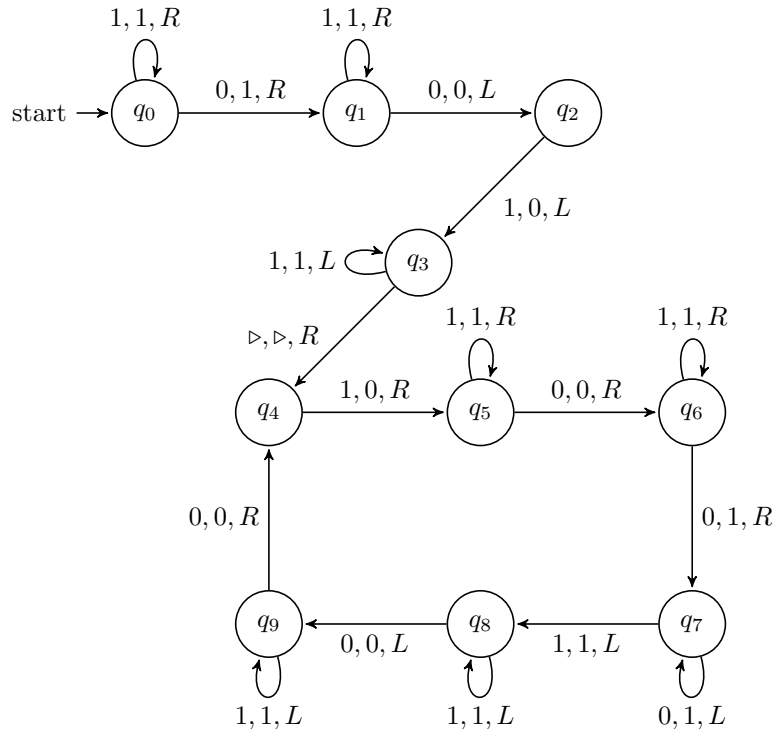 1, 1, R 1, 1, R
start q0 0, 1, R q1 0, 0, L q2
1, 0, L
1, 1, L q3
▷, ▷, R
1, 1, R 1, 1, R
q4 1, 0, R q5 0, 0, R q6
0, 0, R 0, 1, R
q9 0, 0, L q8 1, 1, L q7
1, 1, L 1, 1, L 0, 1, L